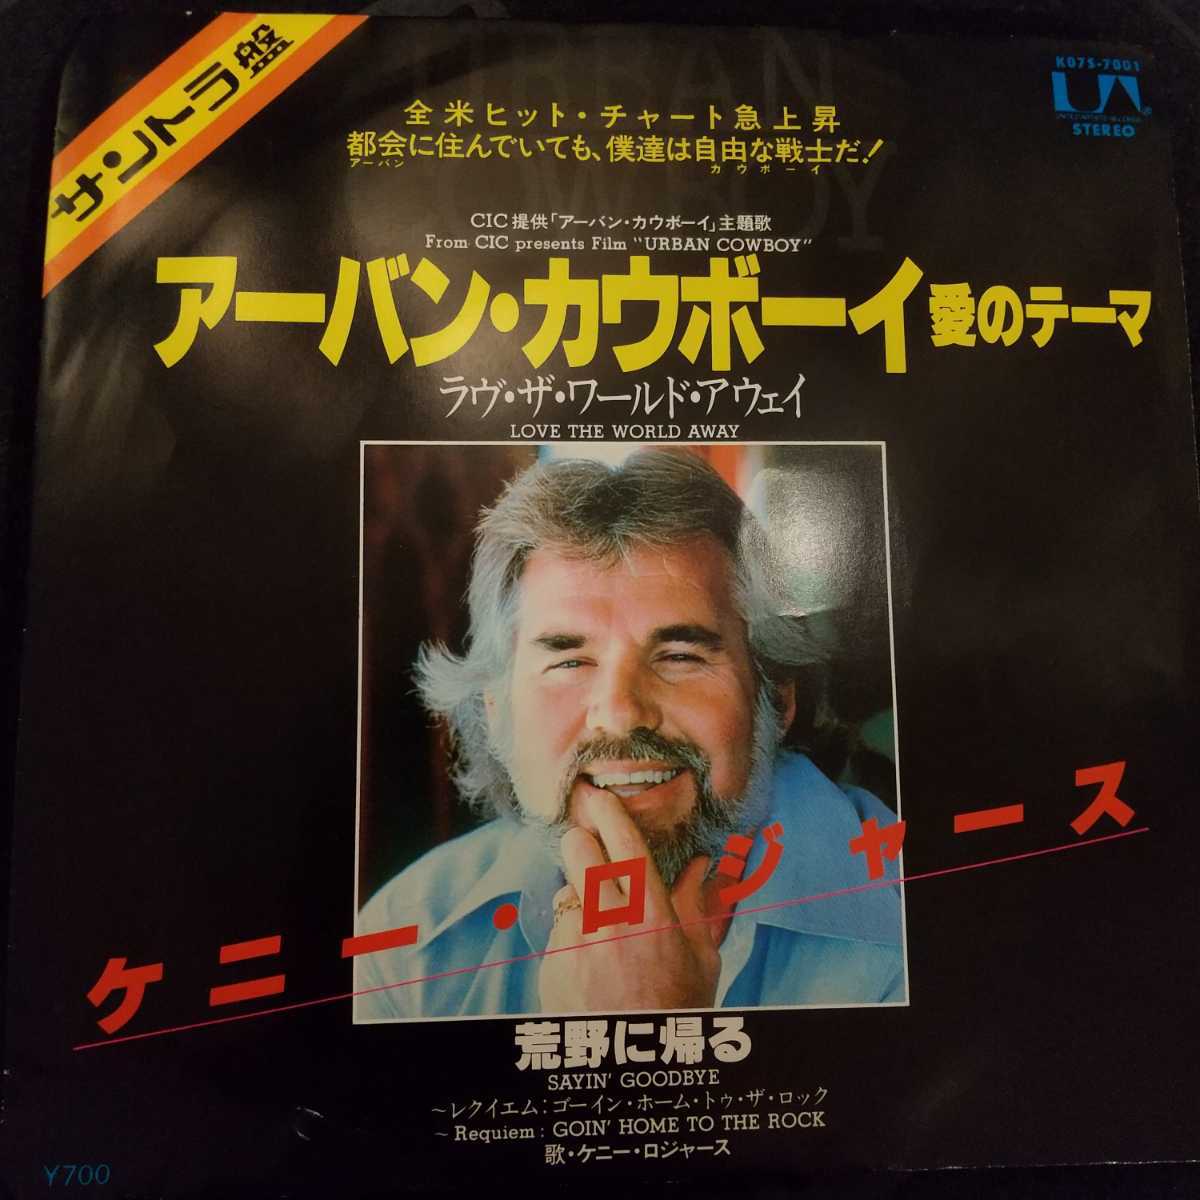 サントラ盤
K07S-7001
UA
UNITED ARTISTS RECORDS
®
STEREO
URBAN
COWBOY
全米ヒット・チャート急上昇
都会に住んでいても、僕達は自由な戦士だ!
アーバン カウボーイ
CIC提供「アーバン・カウボーイ」主題歌
From CIC presents Film "URBAN COWBOY"
アーバン・カウボーイ 愛のテーマ
ラヴ・ザ・ワールド・アウェイ
LOVE THE WORLD AWAY
ケニー・ロジャース
荒野に帰る
SAYIN' GOODBYE
~レクイエム:ゴーイン・ホーム・トゥ・ザ・ロック
~Requiem: GOIN' HOME TO THE ROCK
歌・ケニー・ロジャース
¥700